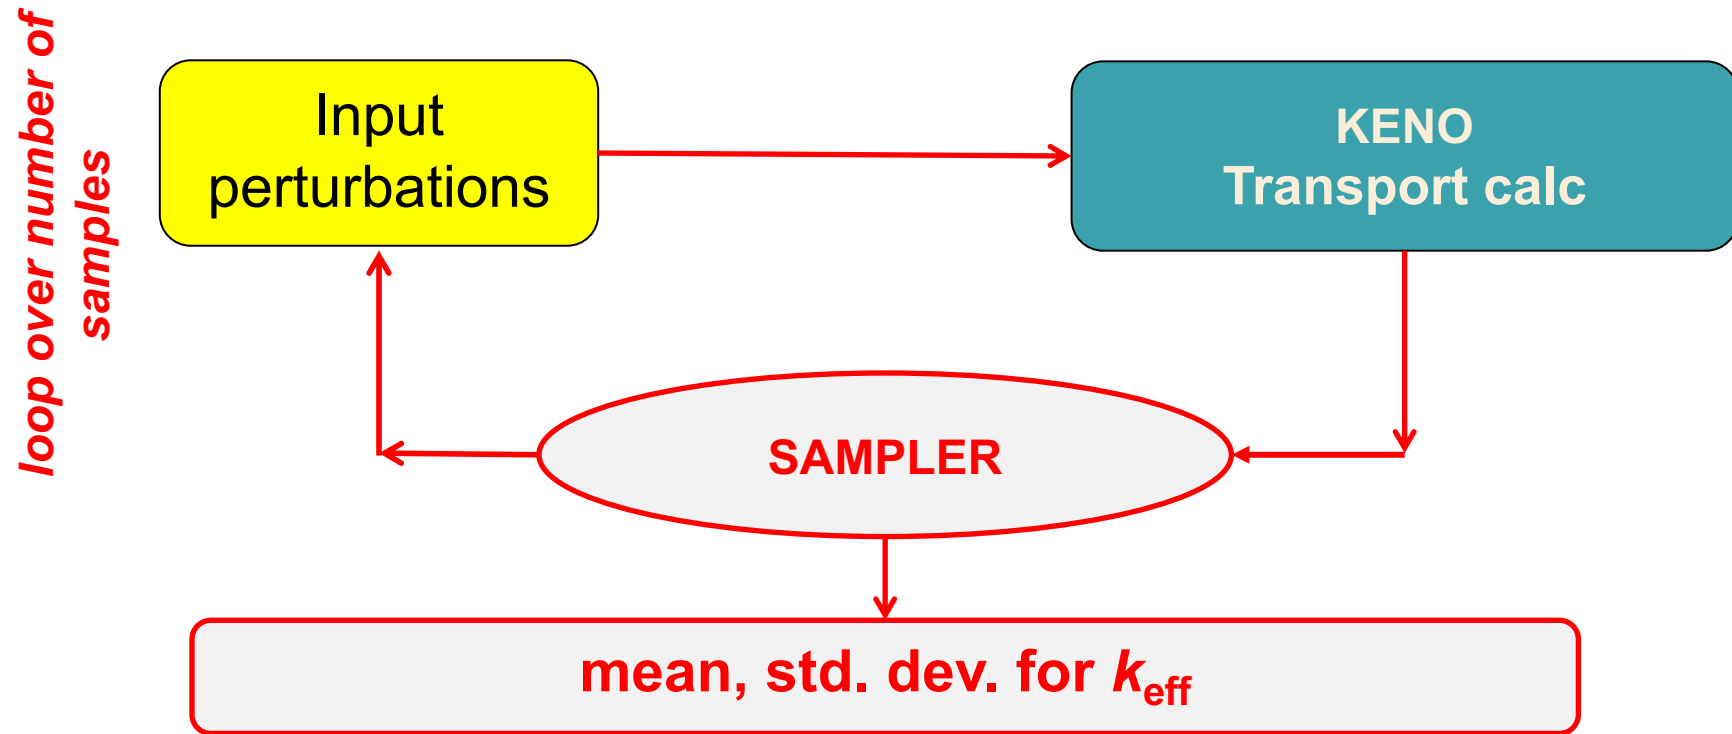 loop over number of
samples
Input
perturbations
KENO
Transport calc
SAMPLER
mean, std. dev. for keff